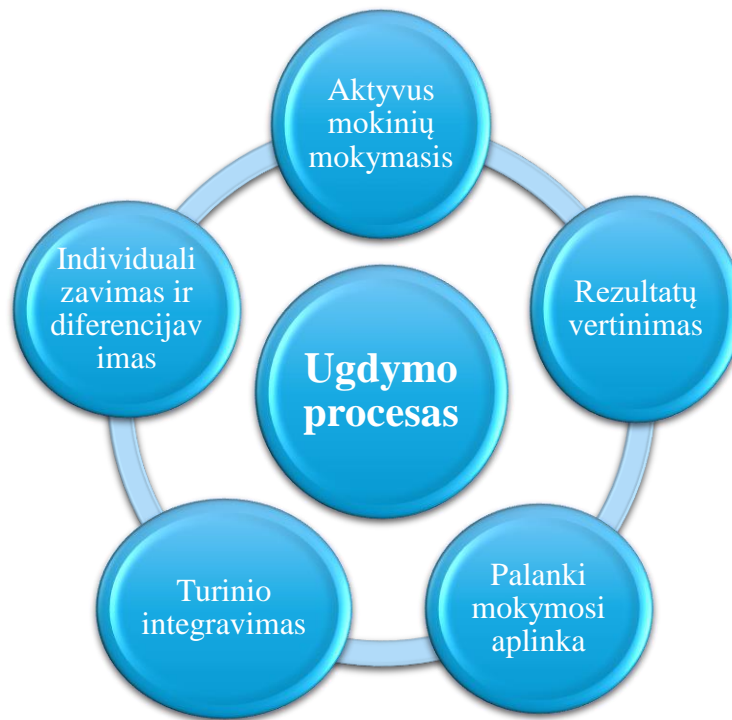 Aktyvus
mokinių
mokymasis
Individuali
zavimas ir
diferencijav
imas
Rezultatų
vertinimas
Ugdymo
procesas
Turinio
integravimas
Palanki
mokymosi
aplinka